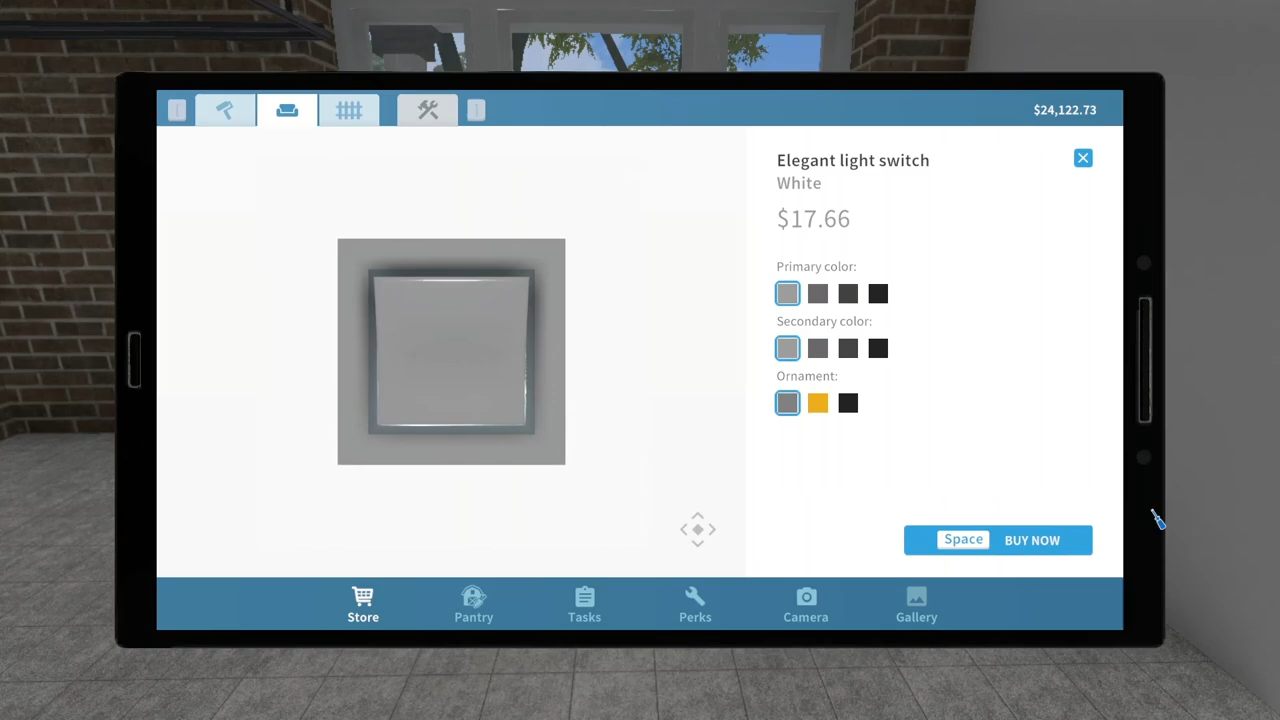 $24,122.73
Elegant light switch
White
$17.66
Primary color:
Secondary color:
Ornament:
Space BUY NOW
Store Pantry Tasks Perks Camera Gallery